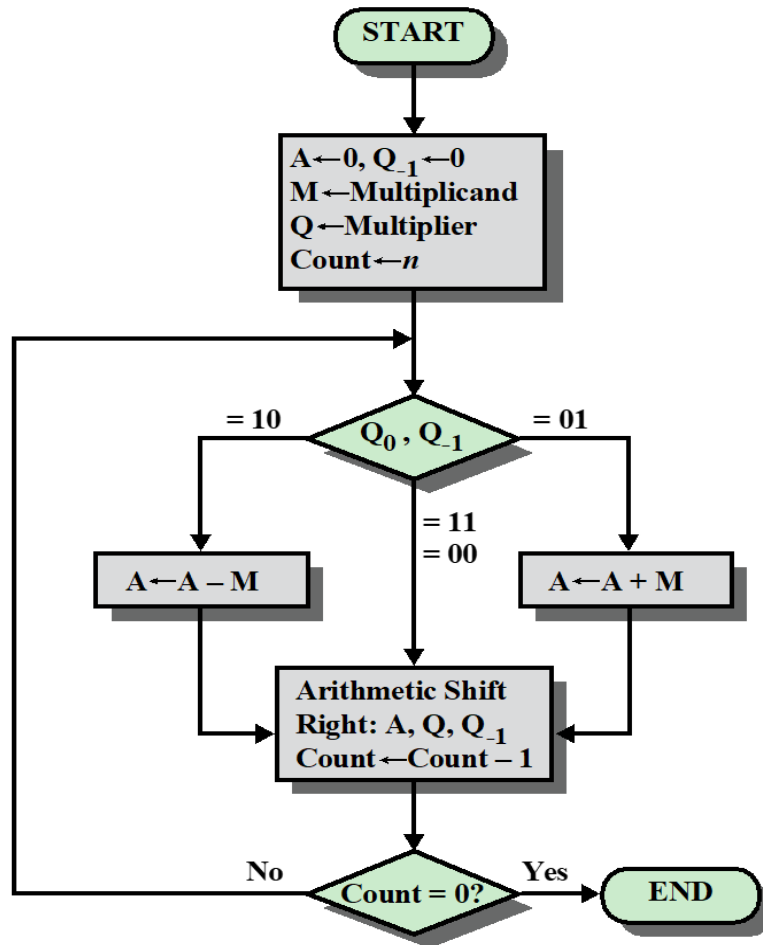 START
A←0, Q₋₁←0
M←Multiplicand
Q←Multiplier
Count←n
= 10
Q₀ , Q₋₁
= 01
= 11
= 00
A←A – M
A←A + M
Arithmetic Shift
Right: A, Q, Q₋₁
Count←Count – 1
No
Count = 0?
Yes
END